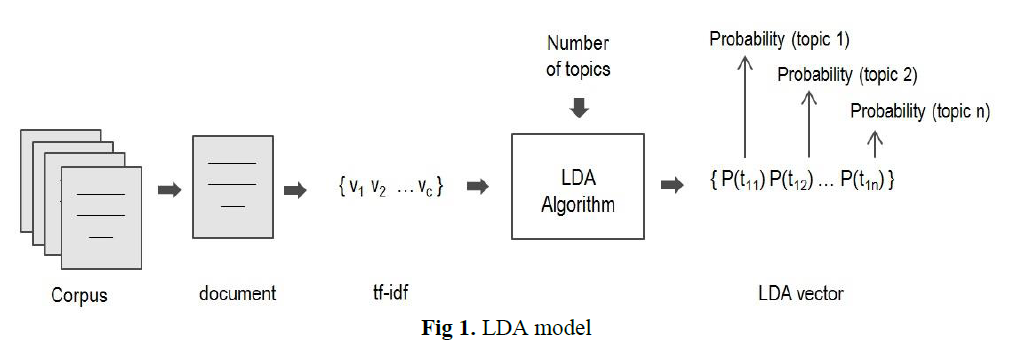 Number
of topics
Probability (topic 1)
Probability (topic 2)
Probability (topic n)
{ v₁ v₂ ...v_c }
LDA
Algorithm
{ P(t₁₁) P(t₁₂) ... P(t₁ₙ) }
Corpus
document
tf-idf
LDA vector
Fig 1. LDA model